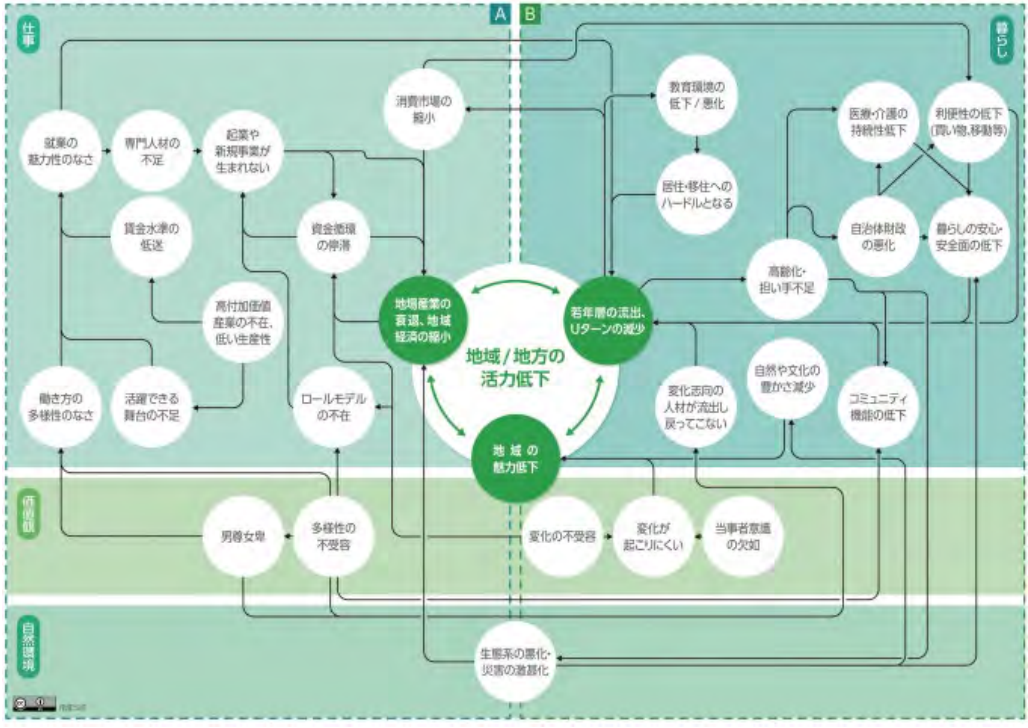 仕事
A
B
暮らし
消費市場の
縮小
教育環境の
低下 / 悪化
医療・介護の
持続性低下
利便性の低下
(買い物、移動等)
就業の
魅力性のなさ
専門人材の
不足
起業や
新規事業が
生まれない
居住・移住への
ハードルとなる
賃金水準の
低迷
資金循環
の停滞
自治体財政
の悪化
暮らしの安心・
安全面の低下
高齢化・
担い手不足
高付加価値
産業の不在、
低い生産性
地場産業の
衰退、地域
経済の縮小
若年層の流出、
Uターンの減少
地域 / 地方の
活力低下
働き方の
多様性のなさ
活躍できる
舞台の不足
ロールモデル
の不在
変化志向の
人材が流出し
戻ってこない
自然や文化の
豊かさ減少
コミュニティ
機能の低下
地域の
魅力低下
価値観
男尊女卑
多様性の
不受容
変化の不受容
変化が
起こりにくい
当事者意識
の欠如
自然環境
生態系の悪化・
災害の激甚化
cc